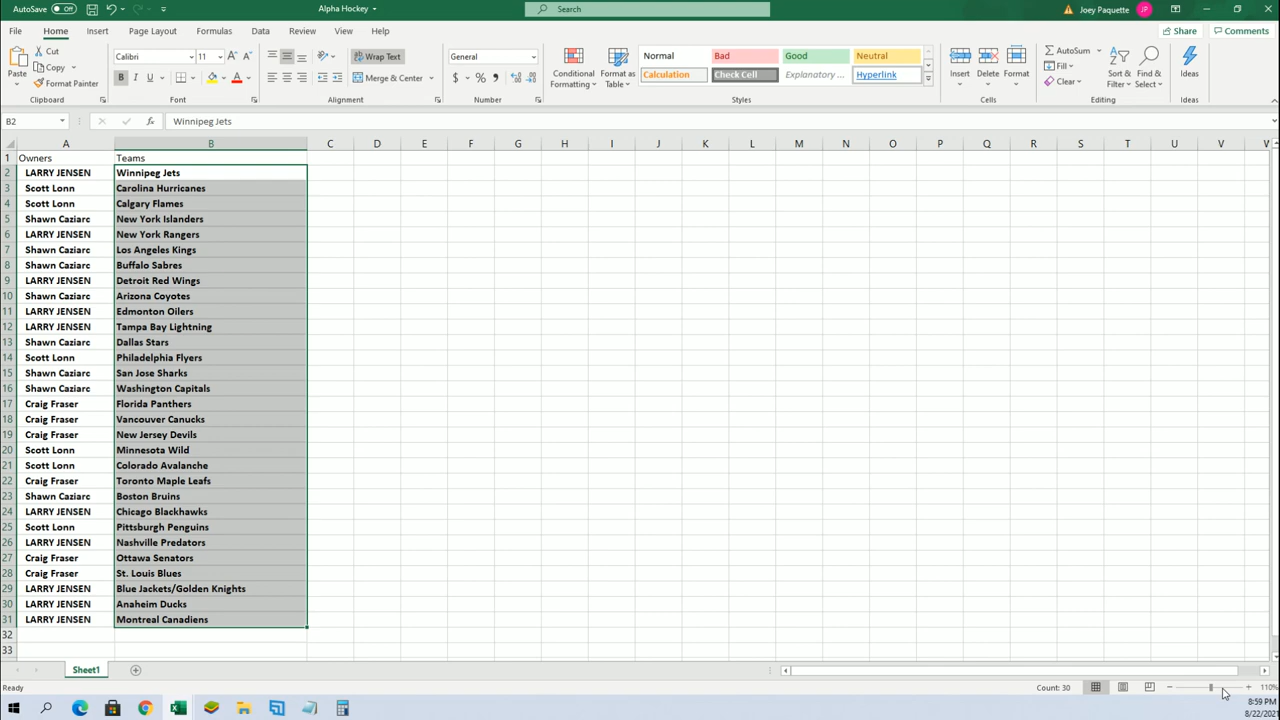 AutoSave Off Alpha Hockey Search Joey Paquette JP
File Home Insert Page Layout Formulas Data Review View Help Share Comments
Paste Cut Copy Format Painter Clipboard
Calibri 11 A A B I U A Font
Wrap Text Merge & Center Alignment
General $ % Number
Conditional Formatting Format as Table
Normal Bad Good Neutral
Calculation Check Cell Explanatory ... Hyperlink
Styles
Insert Delete Format Cells
AutoSum Fill Clear Sort & Filter Find & Select Editing
Ideas Ideas
B2 fx Winnipeg Jets
A B C D E F G H I J K L M N O P Q R S T U V W
1 Owners Teams
2 LARRY JENSEN Winnipeg Jets
3 Scott Lonn Carolina Hurricanes
4 Scott Lonn Calgary Flames
5 Shawn Caziarc New York Islanders
6 LARRY JENSEN New York Rangers
7 Shawn Caziarc Los Angeles Kings
8 Shawn Caziarc Buffalo Sabres
9 LARRY JENSEN Detroit Red Wings
10 Shawn Caziarc Arizona Coyotes
11 LARRY JENSEN Edmonton Oilers
12 LARRY JENSEN Tampa Bay Lightning
13 Shawn Caziarc Dallas Stars
14 Scott Lonn Philadelphia Flyers
15 Shawn Caziarc San Jose Sharks
16 Shawn Caziarc Washington Capitals
17 Craig Fraser Florida Panthers
18 Craig Fraser Vancouver Canucks
19 Craig Fraser New Jersey Devils
20 Scott Lonn Minnesota Wild
21 Scott Lonn Colorado Avalanche
22 Craig Fraser Toronto Maple Leafs
23 Shawn Caziarc Boston Bruins
24 LARRY JENSEN Chicago Blackhawks
25 Scott Lonn Pittsburgh Penguins
26 LARRY JENSEN Nashville Predators
27 Craig Fraser Ottawa Senators
28 Craig Fraser St. Louis Blues
29 LARRY JENSEN Blue Jackets/Golden Knights
30 LARRY JENSEN Anaheim Ducks
31 LARRY JENSEN Montreal Canadiens
32
33
Sheet1
Ready Count: 30 110%
8:59 PM
8/22/2021